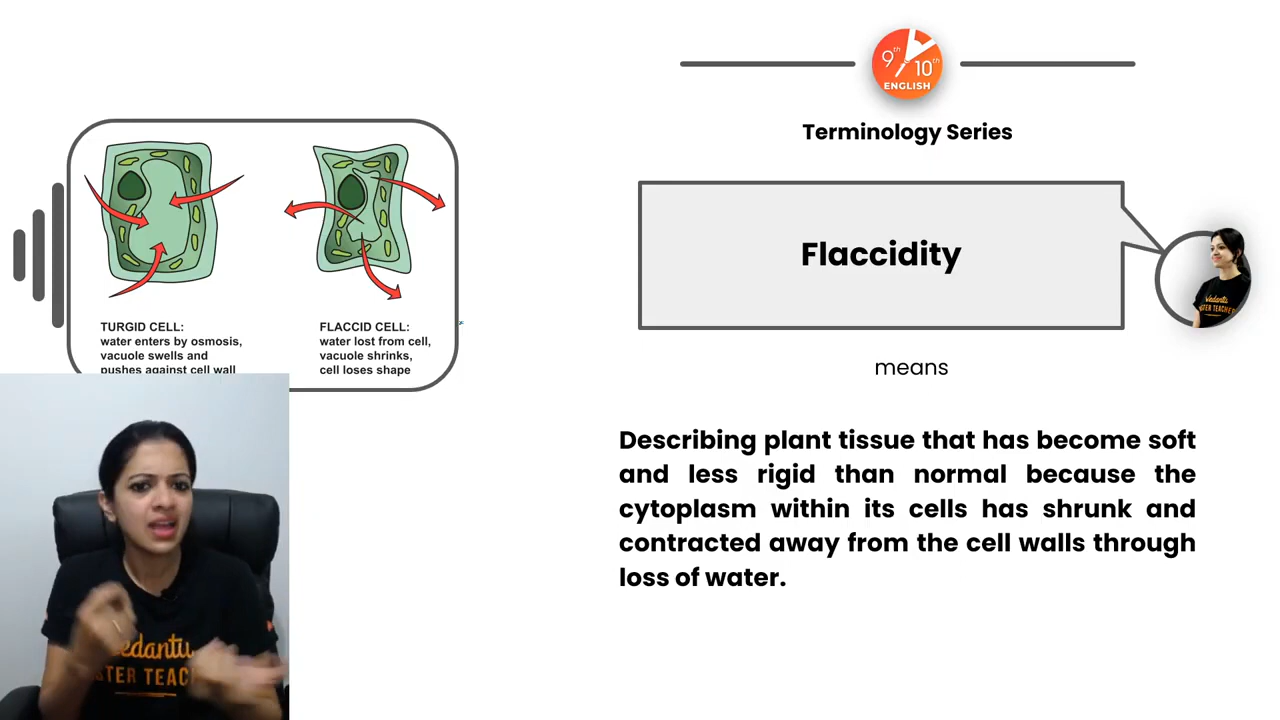 9th
10th
ENGLISH
Terminology Series
Flaccidity
means
Describing plant tissue that has become soft
and less rigid than normal because the
cytoplasm within its cells has shrunk and
contracted away from the cell walls through
loss of water.
TURGID CELL:
water enters by osmosis,
vacuole swells and
pushes against cell wall
FLACCID CELL:
water lost from cell,
vacuole shrinks,
cell loses shape
Vedantu